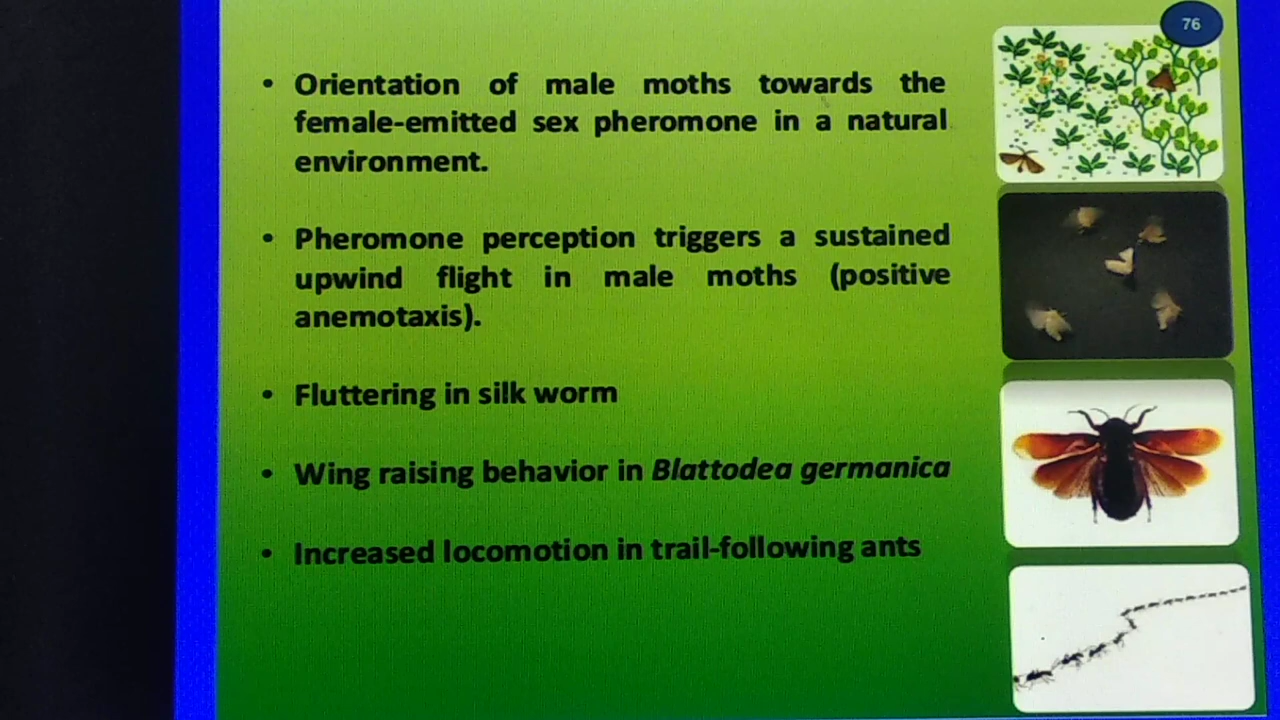 76
• Orientation of male moths towards the
female-emitted sex pheromone in a natural
environment.
• Pheromone perception triggers a sustained
upwind flight in male moths (positive
anemotaxis).
• Fluttering in silk worm
• Wing raising behavior in Blattodea germanica
• Increased locomotion in trail-following ants